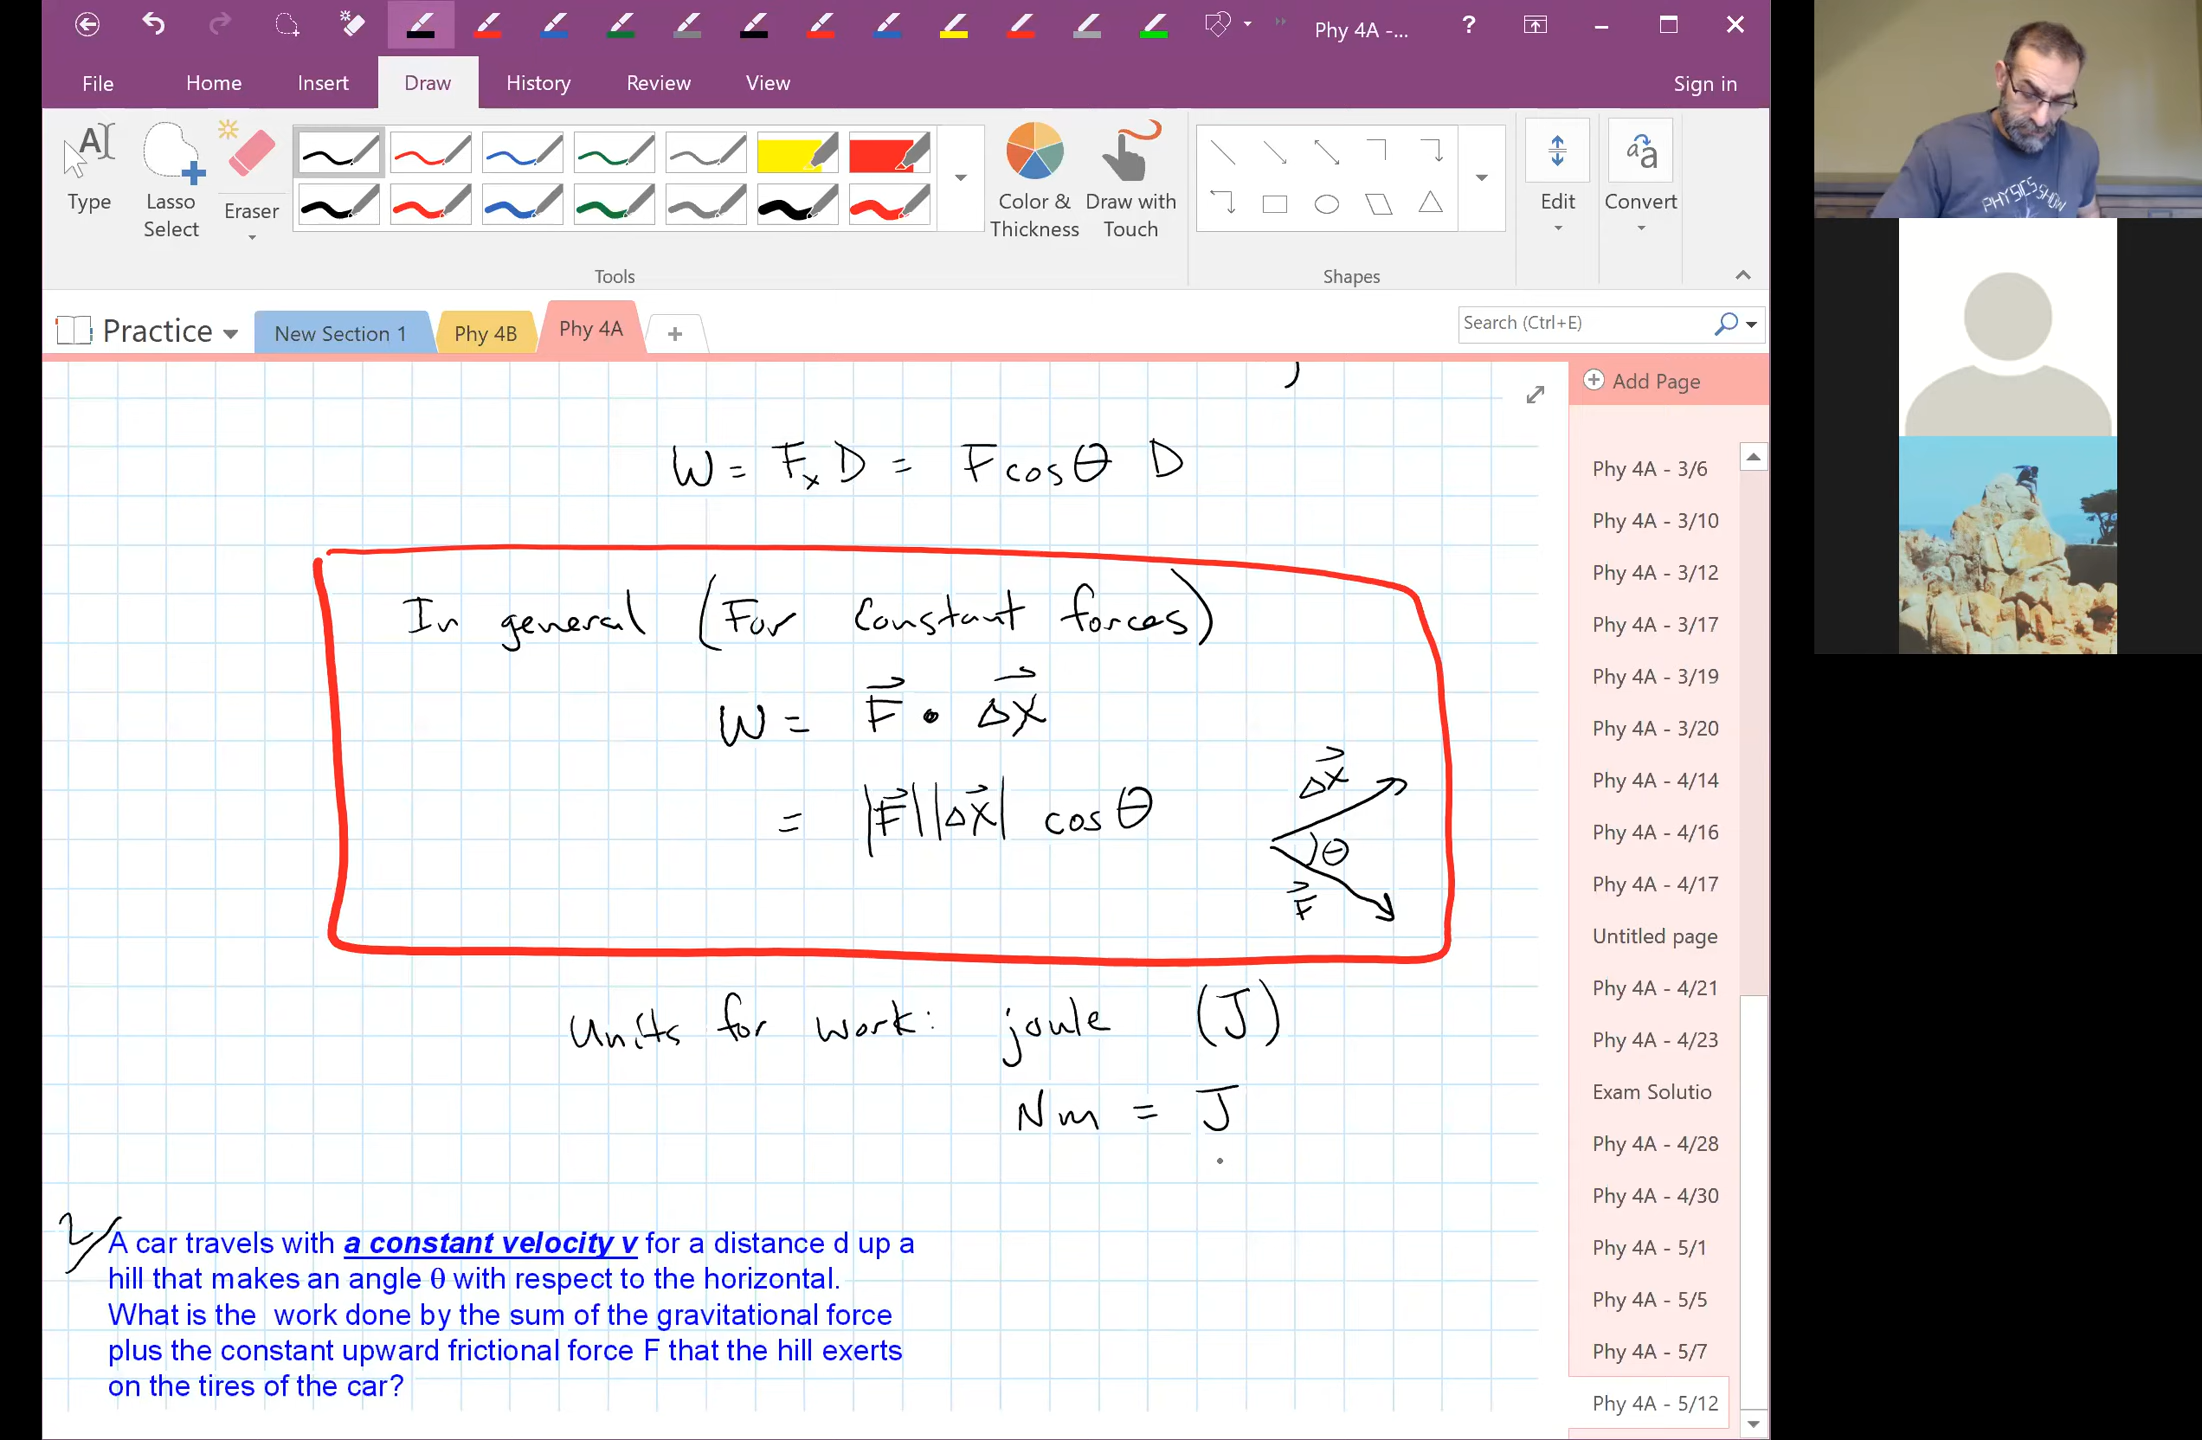 Phy 4A -...
?
File Home Insert Draw History Review View Sign in
Type
Lasso Select
Eraser
Color & Thickness
Draw with Touch
Edit
Convert
Tools
Shapes
Practice New Section 1 Phy 4B Phy 4A +
Search (Ctrl+E)
Add Page
Phy 4A - 3/6
Phy 4A - 3/10
Phy 4A - 3/12
Phy 4A - 3/17
Phy 4A - 3/19
Phy 4A - 3/20
Phy 4A - 4/14
Phy 4A - 4/16
Phy 4A - 4/17
Untitled page
Phy 4A - 4/21
Phy 4A - 4/23
Exam Solutio
Phy 4A - 4/28
Phy 4A - 4/30
Phy 4A - 5/1
Phy 4A - 5/5
Phy 4A - 5/7
Phy 4A - 5/12
W = Fₓ D = F cos θ D
In general (For constant forces)
W = F⃗ • Δx⃗
= |F⃗| |Δx⃗| cos θ
Δx⃗
θ
F⃗
Units for work: joule (J)
Nm = J
2/
A car travels with a constant velocity v for a distance d up a
hill that makes an angle θ with respect to the horizontal.
What is the work done by the sum of the gravitational force
plus the constant upward frictional force F that the hill exerts
on the tires of the car?
PHYSICS SHOW